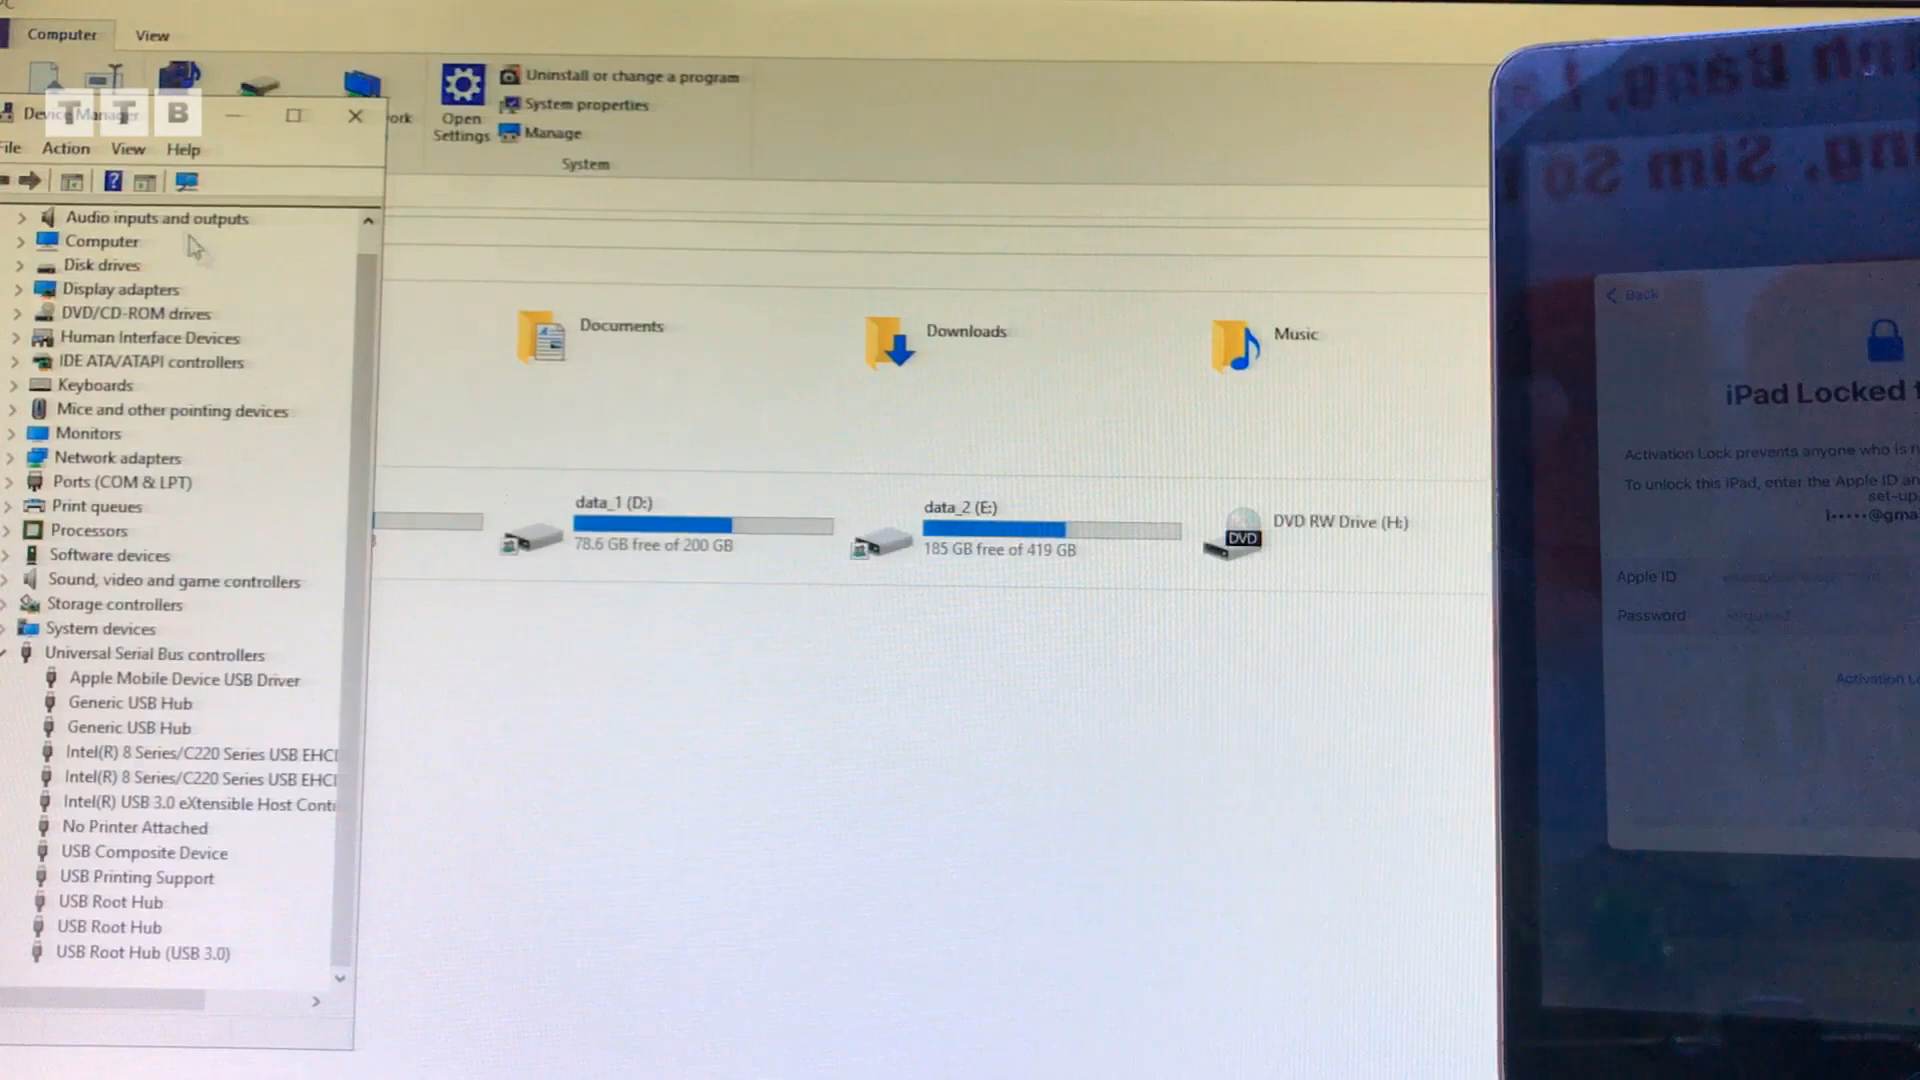 Computer
View
Uninstall or change a program
System properties
Manage
Open
Settings
System
ork
TTB
Device Manager
File
Action
View
Help
Audio inputs and outputs
Computer
Disk drives
Display adapters
DVD/CD-ROM drives
Human Interface Devices
IDE ATA/ATAPI controllers
Keyboards
Mice and other pointing devices
Monitors
Network adapters
Ports (COM & LPT)
Print queues
Processors
Software devices
Sound, video and game controllers
Storage controllers
System devices
Universal Serial Bus controllers
Apple Mobile Device USB Driver
Generic USB Hub
Generic USB Hub
Intel(R) 8 Series/C220 Series USB EHCI
Intel(R) 8 Series/C220 Series USB EHCI
Intel(R) USB 3.0 eXtensible Host Contr
No Printer Attached
USB Composite Device
USB Printing Support
USB Root Hub
USB Root Hub
USB Root Hub (USB 3.0)
Documents
Downloads
Music
data_1 (D:)
78.6 GB free of 200 GB
data_2 (E:)
185 GB free of 419 GB
DVD RW Drive (H:)
DVD
Back
iPad Locked t
Activation Lock prevents anyone who is n
To unlock this iPad, enter the Apple ID an
set-up.
l•••••@gma
Apple ID
Password
Required
Activation Lo